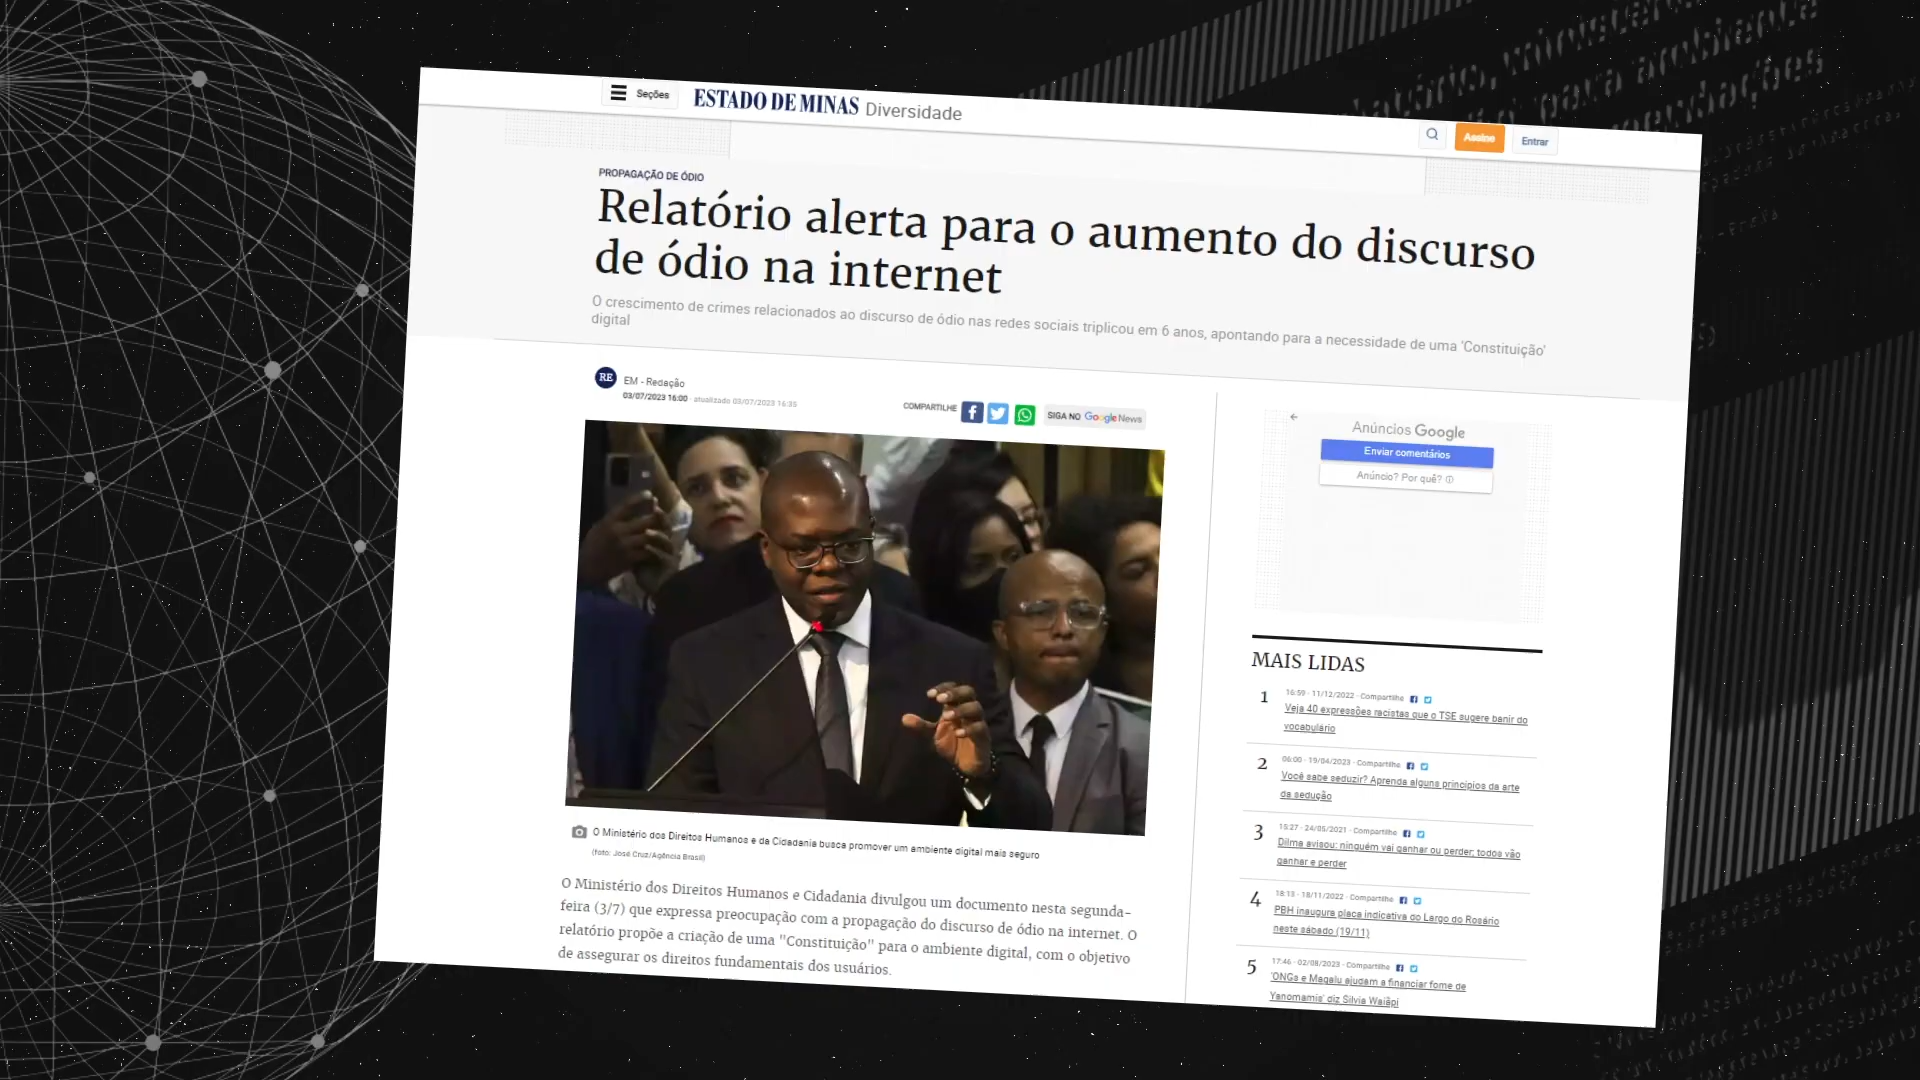 Seções
ESTADO DE MINAS Diversidade
Assine
Entrar
PROPAGAÇÃO DE ÓDIO
Relatório alerta para o aumento do discurso
de ódio na internet
O crescimento de crimes relacionados ao discurso de ódio nas redes sociais triplicou em 6 anos, apontando para a necessidade de uma 'Constituição'
digital
RE
EM - Redação
03/07/2023 16:00 - atualizado 03/07/2023 16:35
COMPARTILHE
SIGA NO Google News
O Ministério dos Direitos Humanos e da Cidadania busca promover um ambiente digital mais seguro
(foto: José Cruz/Agência Brasil)
O Ministério dos Direitos Humanos e Cidadania divulgou um documento nesta segunda-
feira (3/7) que expressa preocupação com a propagação do discurso de ódio na internet. O
relatório propõe a criação de uma "Constituição" para o ambiente digital, com o objetivo
de assegurar os direitos fundamentais dos usuários.
Anúncios Google
Enviar comentários
Anúncio? Por quê?
MAIS LIDAS
1
16:59 - 11/12/2022 - Compartilhe
Veja 40 expressões racistas que o TSE sugere banir do
vocabulário
2
06:00 - 19/04/2023 - Compartilhe
Você sabe seduzir? Aprenda alguns princípios da arte
da sedução
3
15:27 - 24/05/2021 - Compartilhe
Dilma avisou: ninguém vai ganhar ou perder; todos vão
ganhar e perder
4
18:13 - 18/11/2022 - Compartilhe
PBH inaugura placa indicativa do Largo do Rosário
neste sábado (19/11)
5
17:46 - 02/08/2023 - Compartilhe
'ONGs e Magalu ajudam a financiar fome de
Yanomamis' diz Silvia Waiãpi